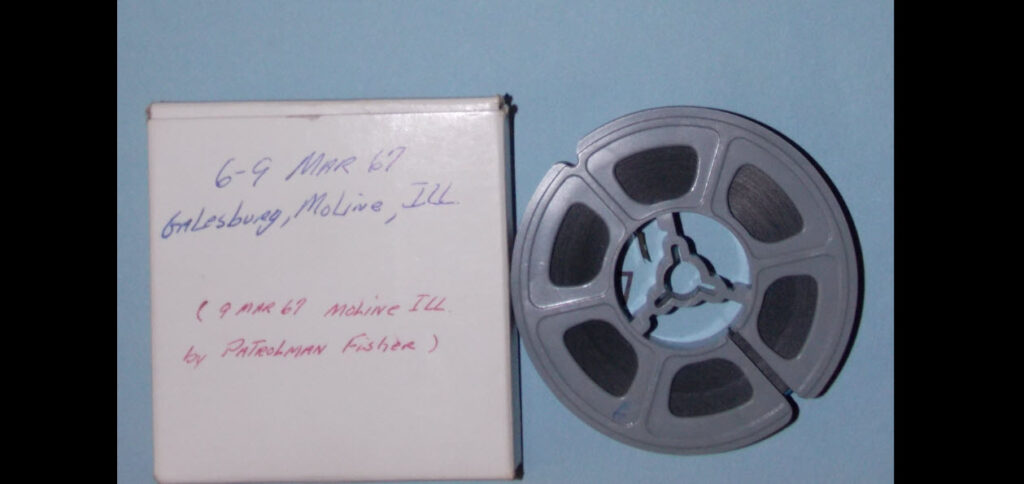 6-9 MAR 67
GALesburg, MoLine, ILL.
( 9 MAR 67 MoLine ILL.
by PATROLMAN FisHER )